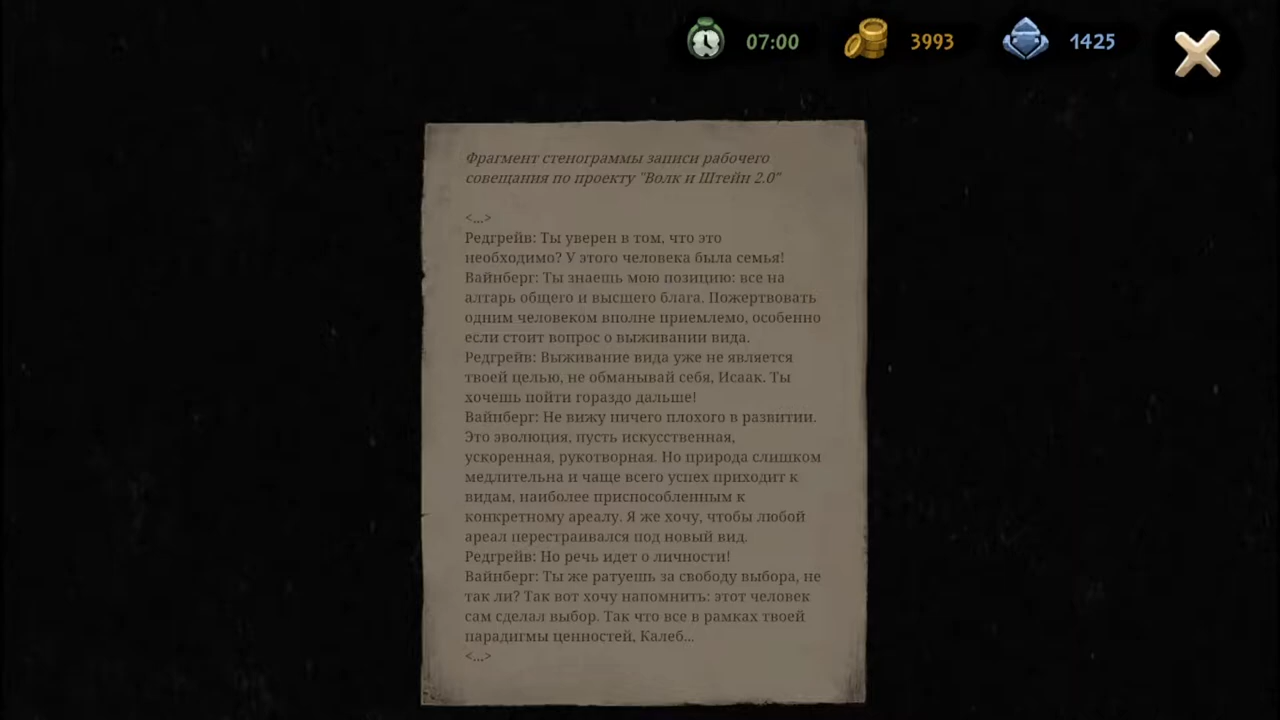 07:00
3993
1425
Фрагмент стенограммы записи рабочего
совещания по проекту "Волк и Штейн 2.0"
<...>
Редгрейв: Ты уверен в том, что это
необходимо? У этого человека была семья!
Вайнберг: Ты знаешь мою позицию: все на
алтарь общего и высшего блага. Пожертвовать
одним человеком вполне приемлемо, особенно
если стоит вопрос о выживании вида.
Редгрейв: Выживание вида уже не является
твоей целью, не обманывай себя, Исаак. Ты
хочешь пойти гораздо дальше!
Вайнберг: Не вижу ничего плохого в развитии.
Это эволюция, пусть искусственная,
ускоренная, рукотворная. Но природа слишком
медлительна и чаще всего успех приходит к
видам, наиболее приспособленным к
конкретному ареалу. Я же хочу, чтобы любой
ареал перестраивался под новый вид.
Редгрейв: Но речь идет о личности!
Вайнберг: Ты же ратуешь за свободу выбора, не
так ли? Так вот хочу напомнить: этот человек
сам сделал выбор. Так что все в рамках твоей
парадигмы ценностей, Калеб...
<...>